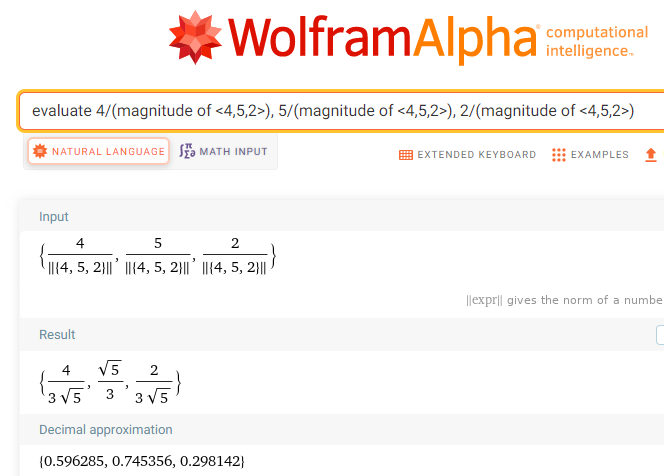 WolframAlpha computational intelligence™
evaluate 4/(magnitude of <4,5,2>), 5/(magnitude of <4,5,2>), 2/(magnitude of <4,5,2>)
NATURAL LANGUAGE ∫Σ∂π MATH INPUT EXTENDED KEYBOARD EXAMPLES
Input
{4/||{4, 5, 2}||, 5/||{4, 5, 2}||, 2/||{4, 5, 2}||}
||expr|| gives the norm of a numbe
Result
{4/(3√5), √5/3, 2/(3√5)}
Decimal approximation
{0.596285, 0.745356, 0.298142}